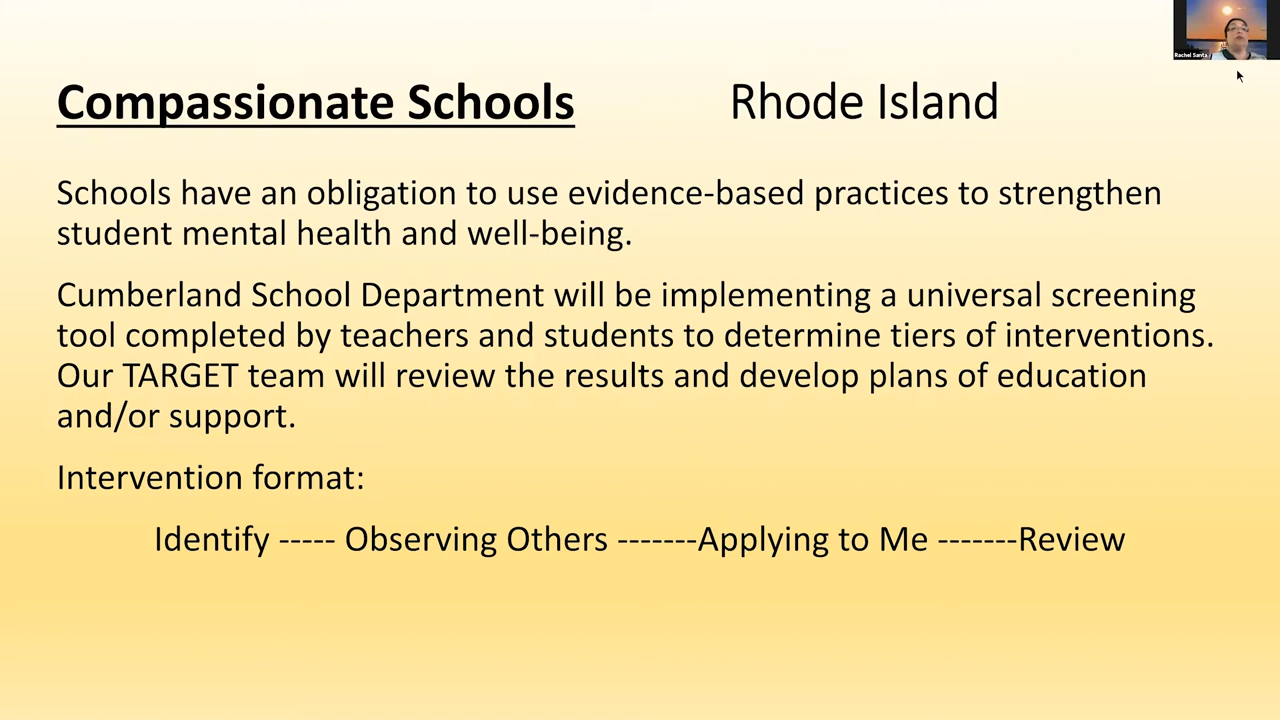 Rachel Santa
Compassionate Schools Rhode Island
Schools have an obligation to use evidence-based practices to strengthen
student mental health and well-being.
Cumberland School Department will be implementing a universal screening
tool completed by teachers and students to determine tiers of interventions.
Our TARGET team will review the results and develop plans of education
and/or support.
Intervention format:
Identify ----- Observing Others -------Applying to Me -------Review